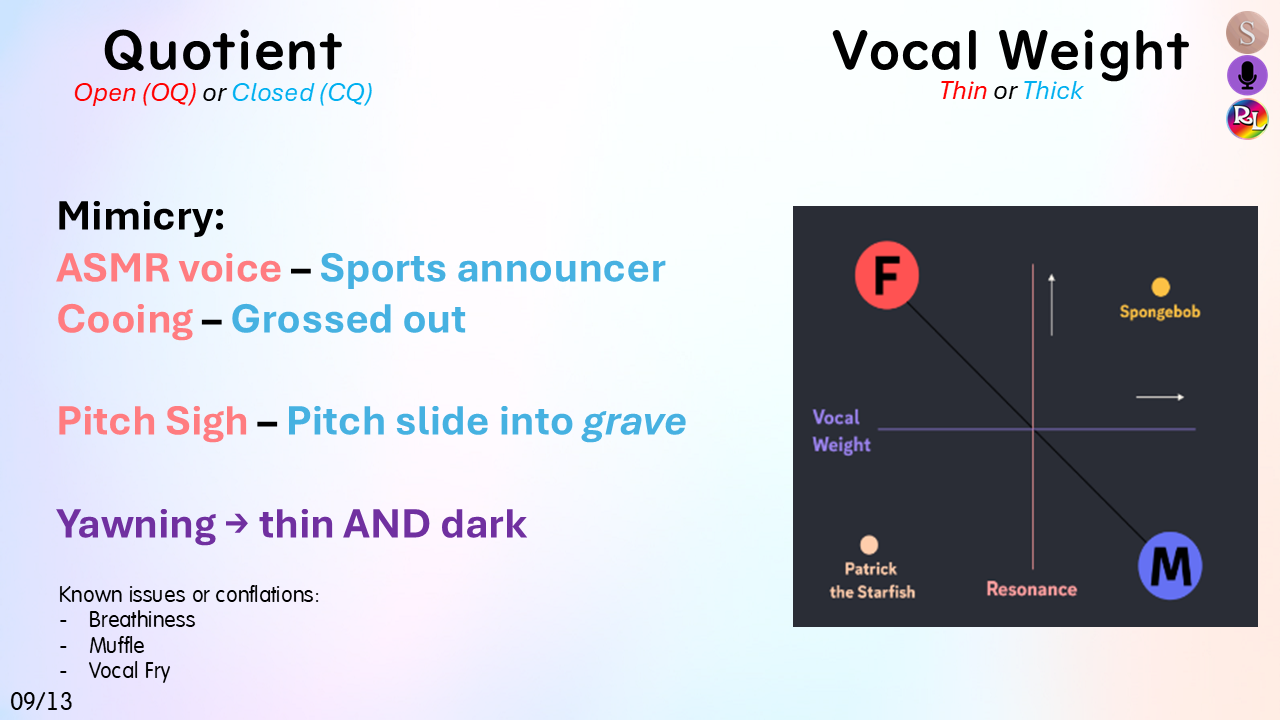 Quotient
Open (OQ) or Closed (CQ)
Vocal Weight
Thin or Thick
S
RL
Mimicry:
ASMR voice – Sports announcer
Cooing – Grossed out
Pitch Sigh – Pitch slide into grave
Yawning → thin AND dark
Known issues or conflations:
- Breathiness
- Muffle
- Vocal Fry
09/13
F
Spongebob
Vocal
Weight
Patrick
the Starfish
Resonance
M